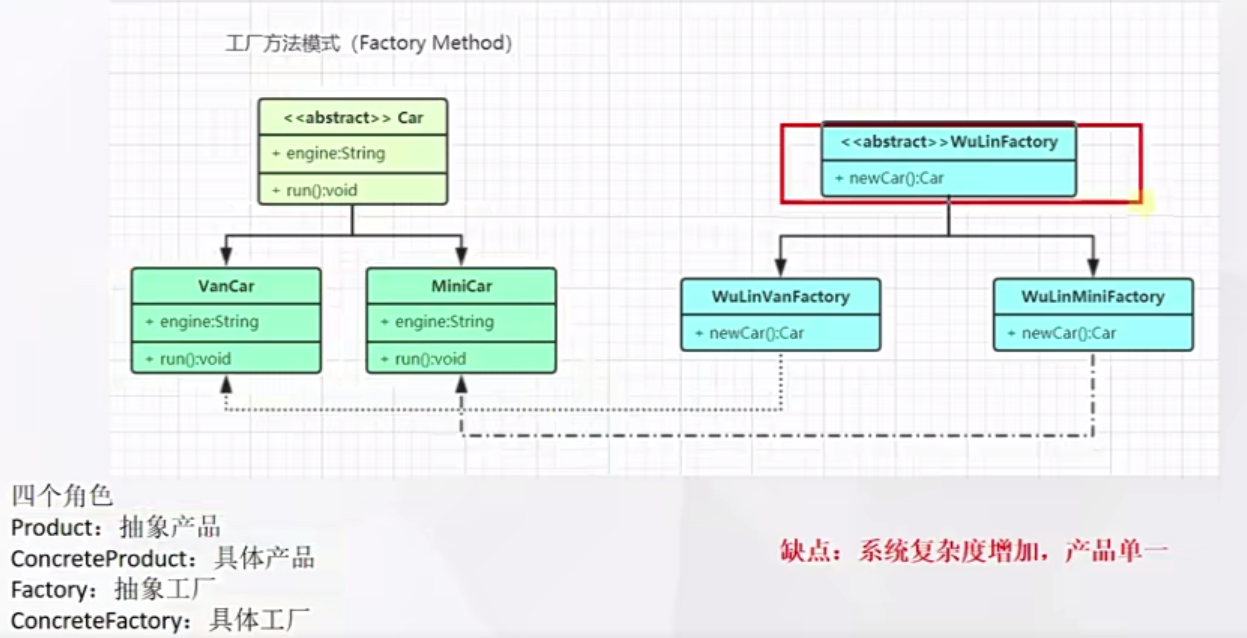 工厂方法模式（Factory Method）
<<abstract>> Car
+ engine:String
+ run():void
<<abstract>>WuLinFactory
+ newCar():Car
VanCar
+ engine:String
+ run():void
MiniCar
+ engine:String
+ run():void
WuLinVanFactory
+ newCar():Car
WuLinMiniFactory
+ newCar():Car
四个角色
Product：抽象产品
ConcreteProduct：具体产品
Factory：抽象工厂
ConcreteFactory：具体工厂
缺点：系统复杂度增加，产品单一